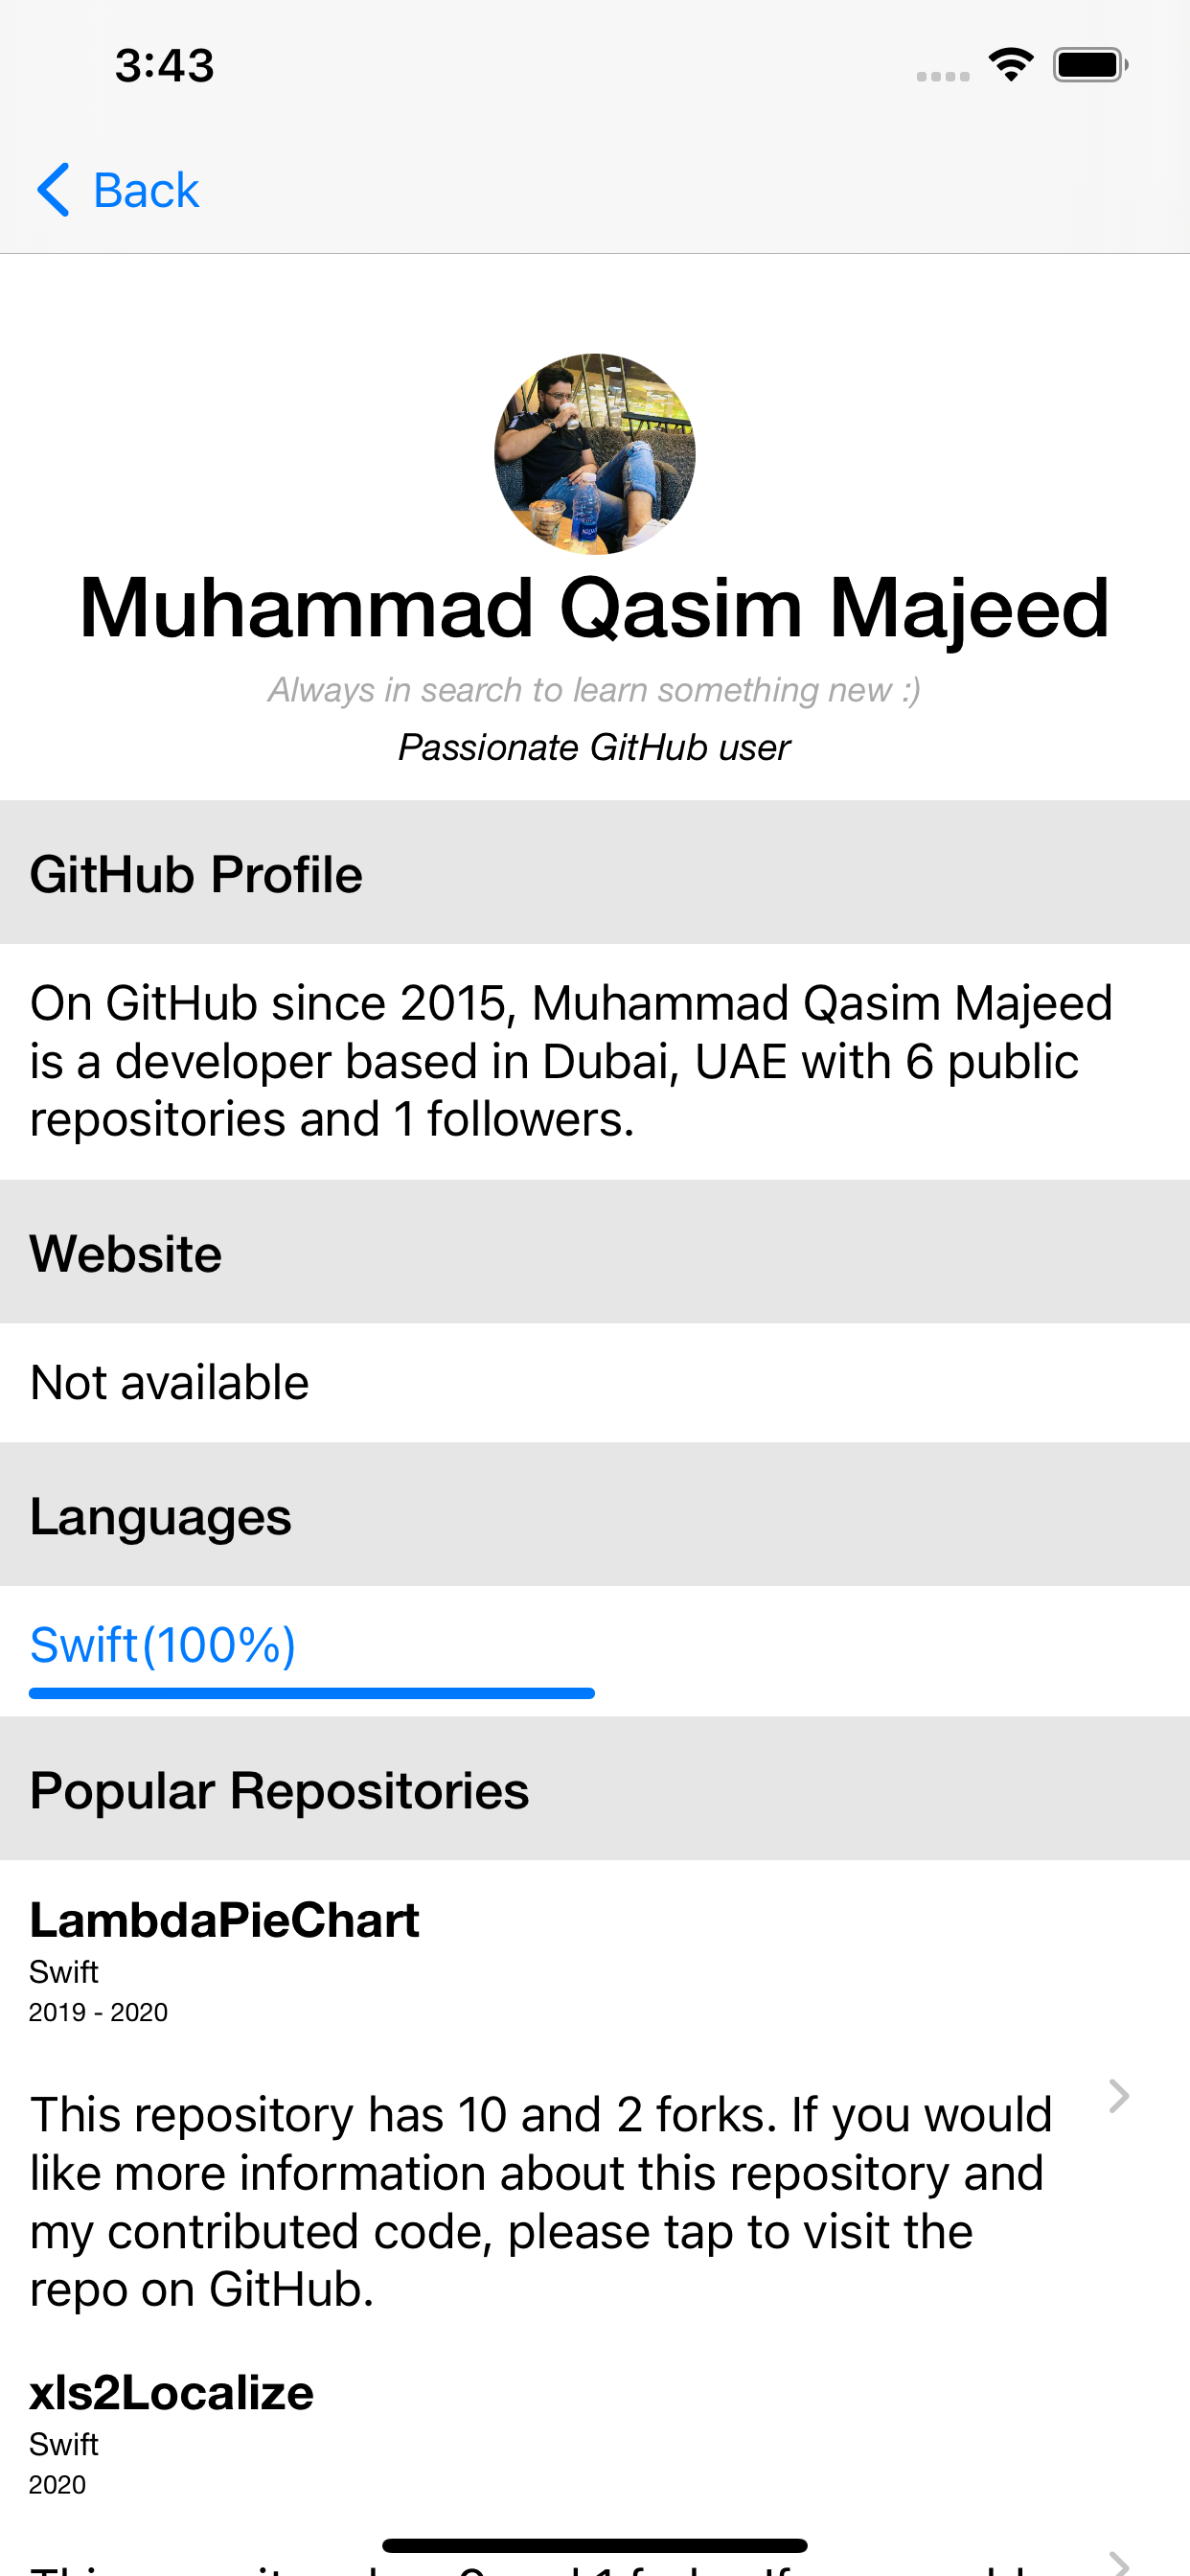 3:43
Back
Muhammad Qasim Majeed
Always in search to learn something new :)
Passionate GitHub user
GitHub Profile
On GitHub since 2015, Muhammad Qasim Majeed
is a developer based in Dubai, UAE with 6 public
repositories and 1 followers.
Website
Not available
Languages
Swift(100%)
Popular Repositories
LambdaPieChart
Swift
2019 - 2020
This repository has 10 and 2 forks. If you would
like more information about this repository and
my contributed code, please tap to visit the
repo on GitHub.
xls2Localize
Swift
2020